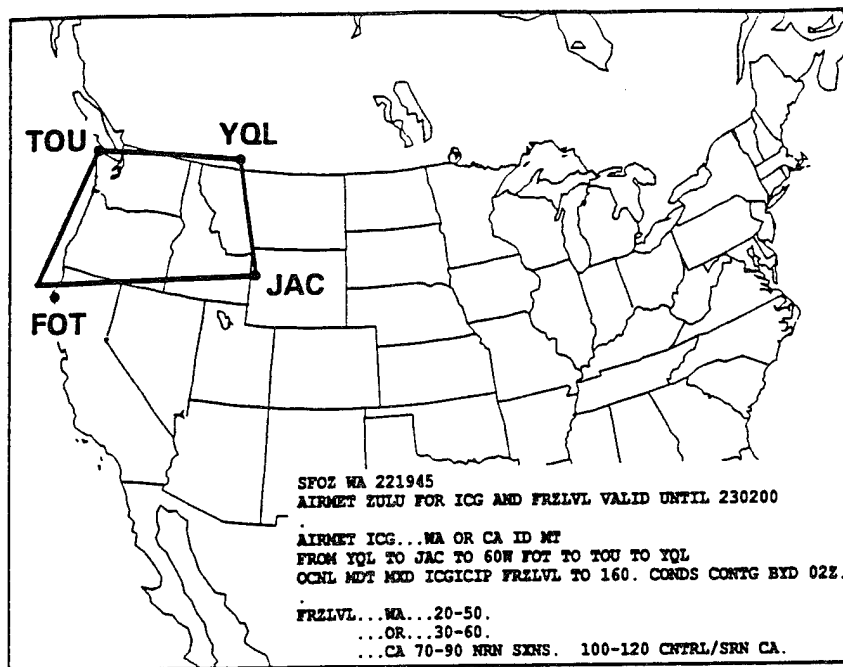 TOU
YQL
JAC
FOT
SFOZ WA 221945
AIRMET ZULU FOR ICG AND FRZLVL VALID UNTIL 230200
.
AIRMET ICG...WA OR CA ID MT
FROM YQL TO JAC TO 60W FOT TO TOU TO YQL
OCNL MDT MXD ICGICIP FRZLVL TO 160. CONDS CONTG BYD 02Z.
.
FRZLVL...WA...20-50.
...OR...30-60.
...CA 70-90 NRN SXNS. 100-120 CNTRL/SRN CA.